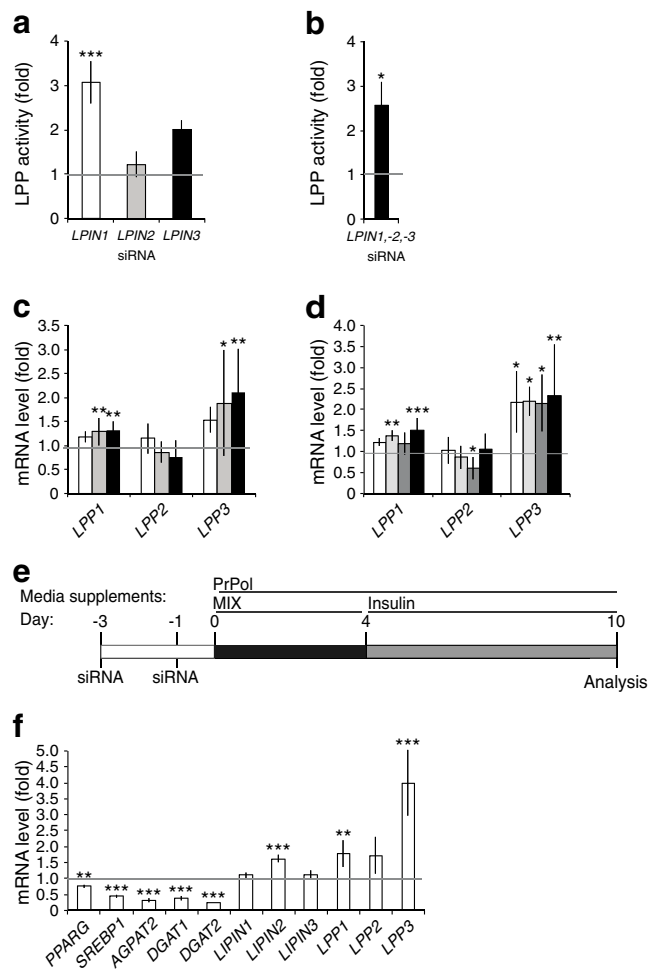 a
b
LPP activity (fold)
4
3
2
1
0
***
LPIN1 LPIN2 LPIN3
siRNA
LPP activity (fold)
4
3
2
1
0
*
LPIN1,-2,-3
siRNA
c
d
mRNA level (fold)
3.5
3.0
2.5
2.0
1.5
1.0
0.5
0
** ** * **
LPP1 LPP2 LPP3
mRNA level (fold)
4.0
3.5
3.0
2.5
2.0
1.5
1.0
0.5
0
** *** * * * * **
LPP1 LPP2 LPP3
e
PrPol
Media supplements:
MIX Insulin
Day: -3 -1 0 4 10
siRNA siRNA Analysis
f
mRNA level (fold)
5.0
4.5
4.0
3.5
3.0
2.5
2.0
1.5
1.0
0.5
0
** *** *** *** *** *** ** ***
PPARG SREBP1 AGPAT2 DGAT1 DGAT2 LIPIN1 LIPIN2 LIPIN3 LPP1 LPP2 LPP3